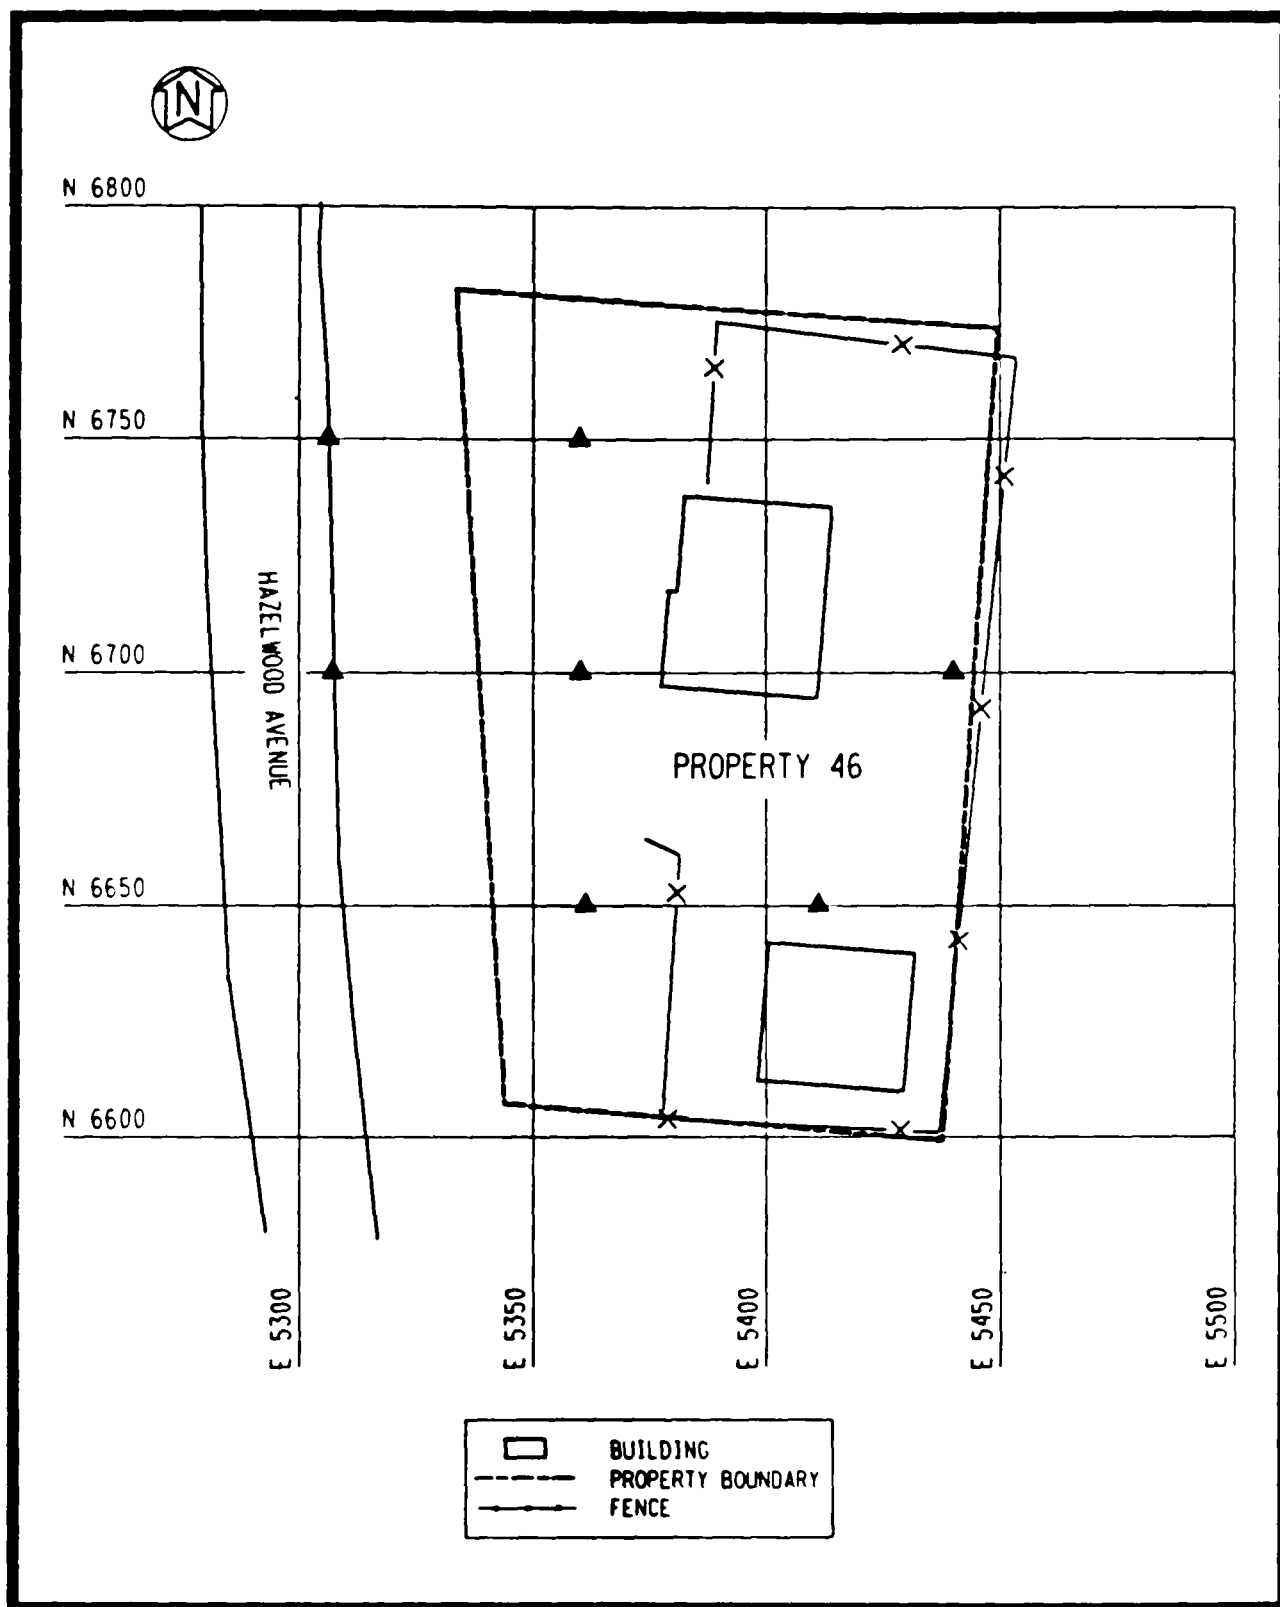 N
N 6800
N 6750
HAZELWOOD AVENUE
N 6700
PROPERTY 46
N 6650
N 6600
E 5300
E 5350
E 5400
E 5450
E 5500
BUILDING
PROPERTY BOUNDARY
FENCE